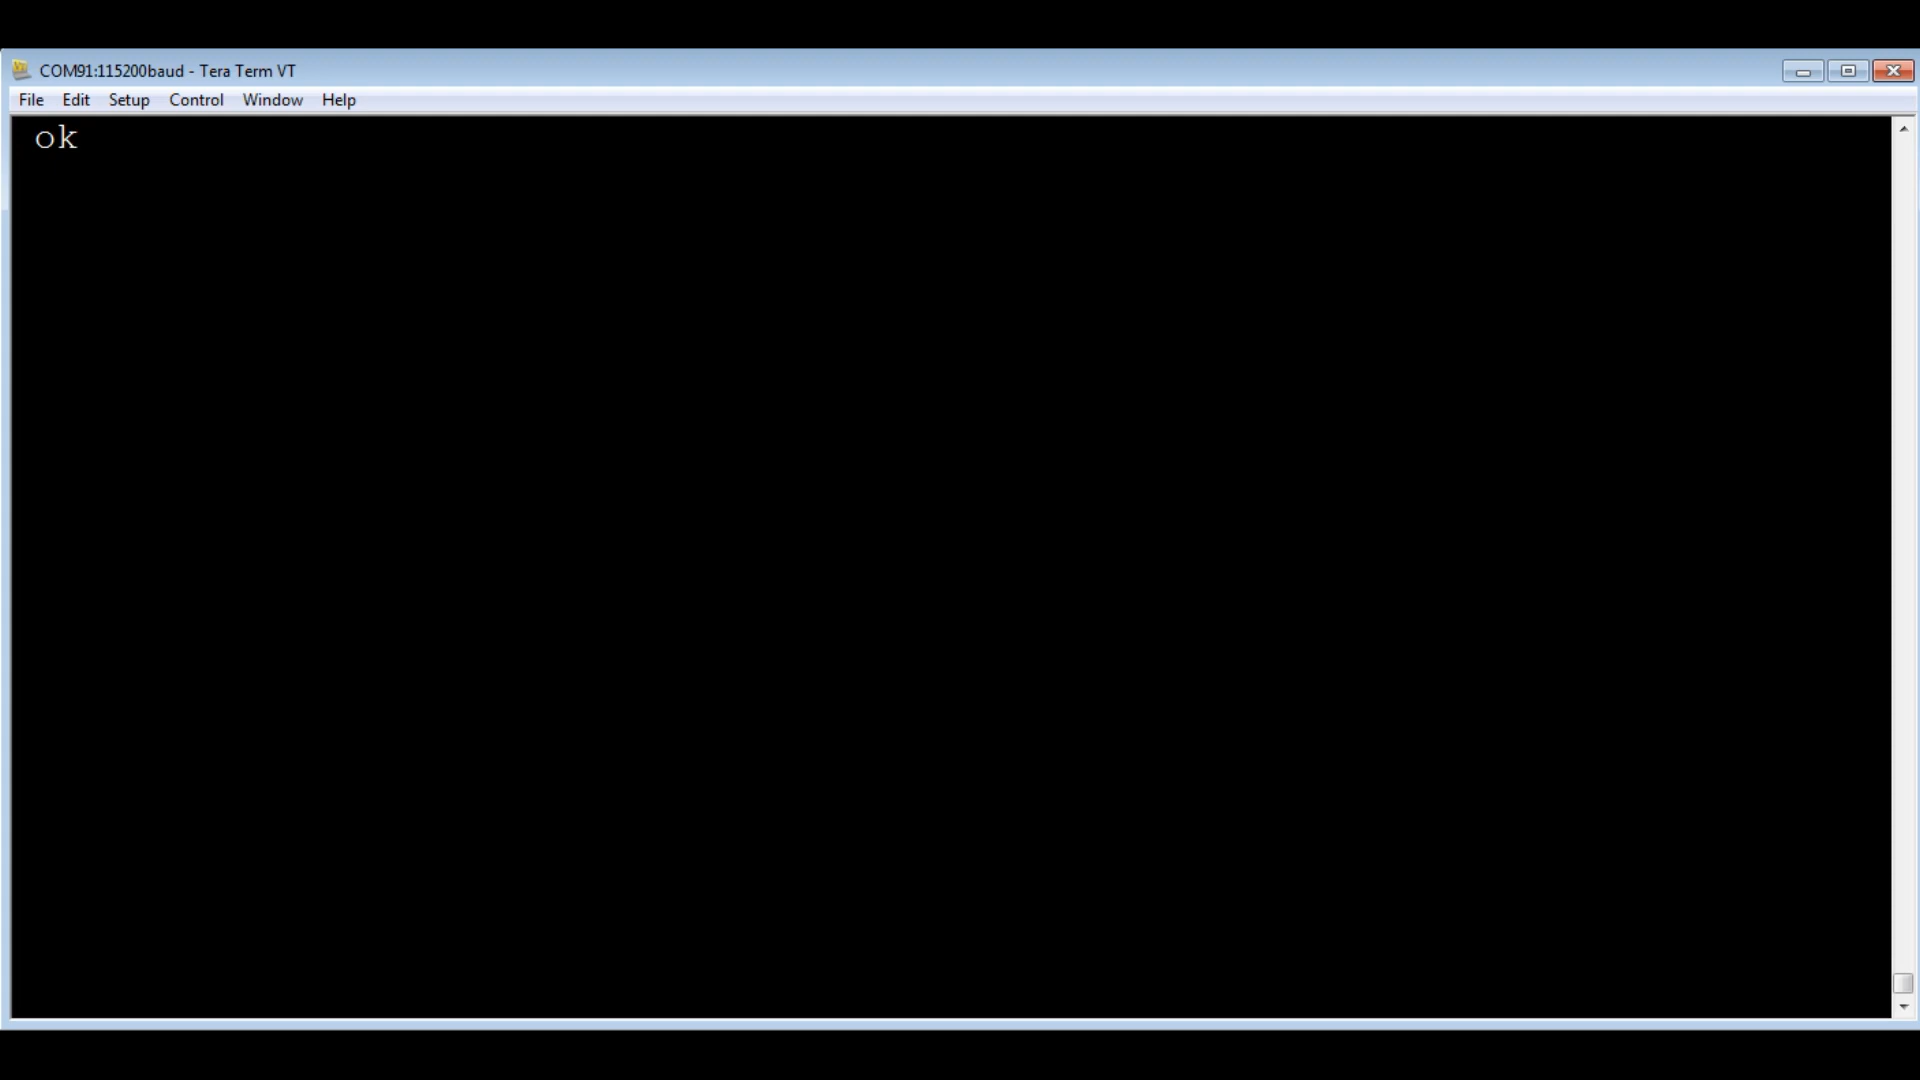 COM91:115200baud - Tera Term VT
File Edit Setup Control Window Help
ok